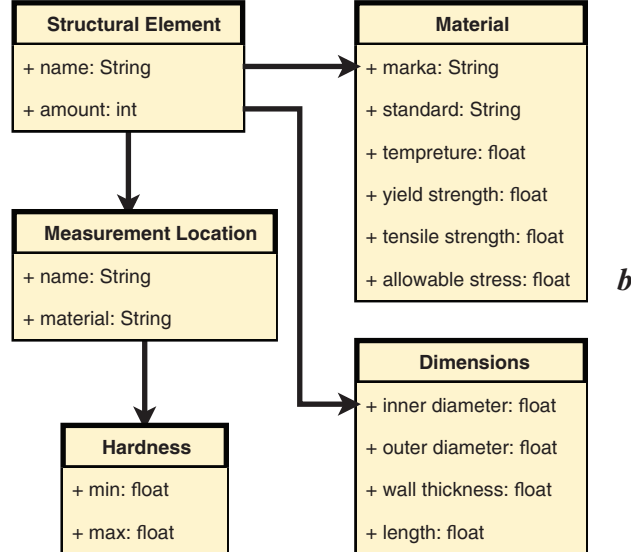 Structural Element
+ name: String
+ amount: int
Material
+ marka: String
+ standard: String
+ tempreture: float
+ yield strength: float
+ tensile strength: float
+ allowable stress: float
Measurement Location
+ name: String
+ material: String
b
Hardness
+ min: float
+ max: float
Dimensions
+ inner diameter: float
+ outer diameter: float
+ wall thickness: float
+ length: float